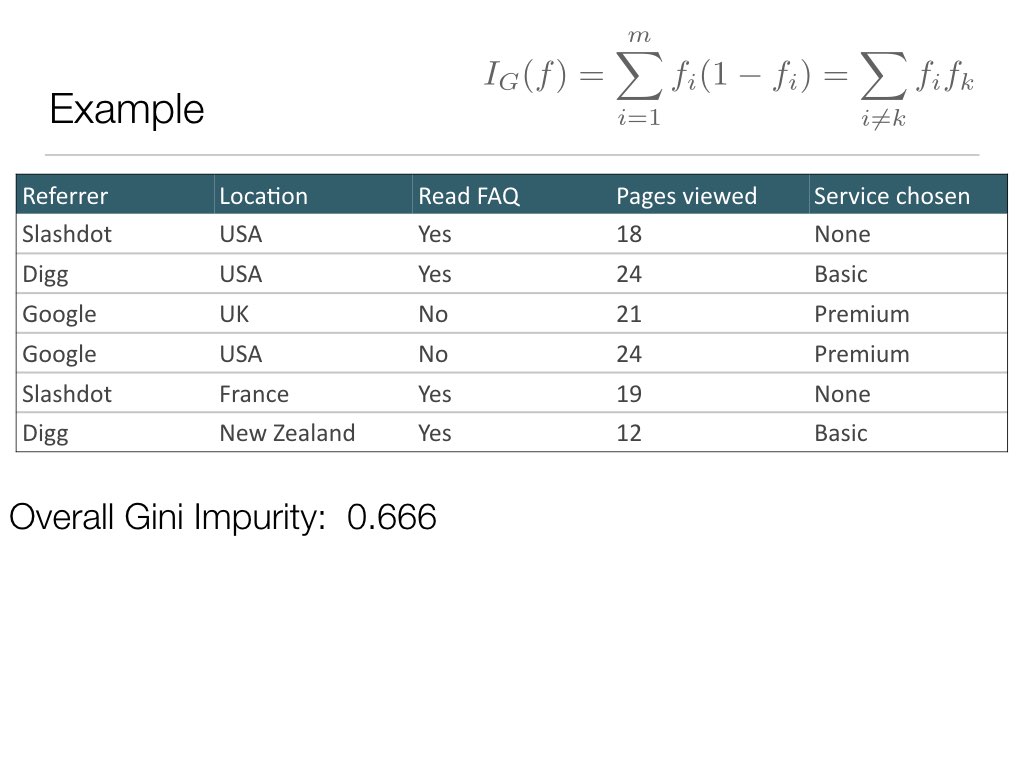 I_G(f) = \sum_{i=1}^{m} f_i(1 − f_i) = \sum_{i≠k} f_i f_k
Example
Referrer Location Read FAQ Pages viewed Service chosen
Slashdot USA Yes 18 None
Digg USA Yes 24 Basic
Google UK No 21 Premium
Google USA No 24 Premium
Slashdot France Yes 19 None
Digg New Zealand Yes 12 Basic
Overall Gini Impurity: 0.666